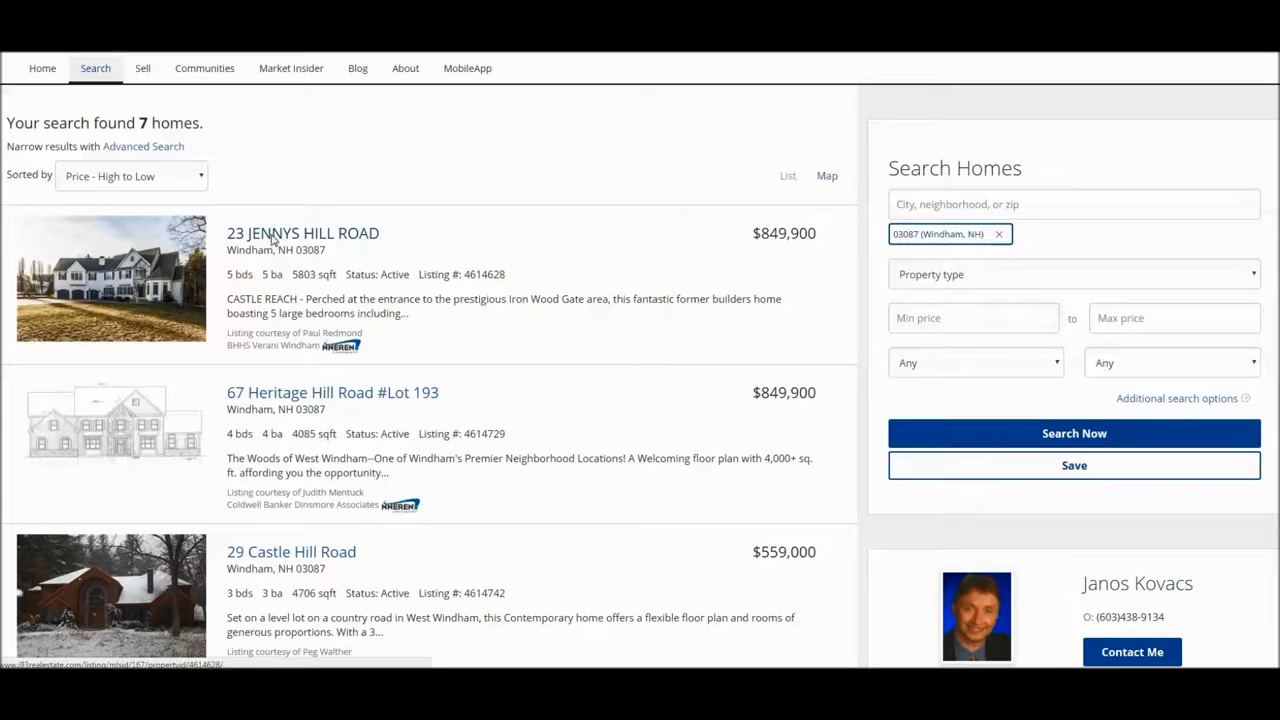 Home Search Sell Communities Market Insider Blog About MobileApp
Your search found 7 homes.
Narrow results with Advanced Search
Sorted by Price - High to Low
List Map
23 JENNYS HILL ROAD $849,900
Windham, NH 03087
5 bds 5 ba 5803 sqft Status: Active Listing #: 4614628
CASTLE REACH - Perched at the entrance to the prestigious Iron Wood Gate area, this fantastic former builders home
boasting 5 large bedrooms including...
Listing courtesy of Paul Redmond
BHHS Verani Windham NNEREN
67 Heritage Hill Road #Lot 193 $849,900
Windham, NH 03087
4 bds 4 ba 4085 sqft Status: Active Listing #: 4614729
The Woods of West Windham--One of Windham's Premier Neighborhood Locations! A Welcoming floor plan with 4,000+ sq.
ft. affording you the opportunity...
Listing courtesy of Judith Mentuck
Coldwell Banker Dinsmore Associates NNEREN
29 Castle Hill Road $559,000
Windham, NH 03087
3 bds 3 ba 4706 sqft Status: Active Listing #: 4614742
Set on a level lot on a country road in West Windham, this Contemporary home offers a flexible floor plan and rooms of
generous proportions. With a 3...
Listing courtesy of Peg Walther
www.i93realestate.com/listing/mlsid/167/propertyid/4614628/
Search Homes
City, neighborhood, or zip
03087 (Windham, NH) ×
Property type
Min price to Max price
Any Any
Additional search options
Search Now
Save
Janos Kovacs
O: (603)438-9134
Contact Me